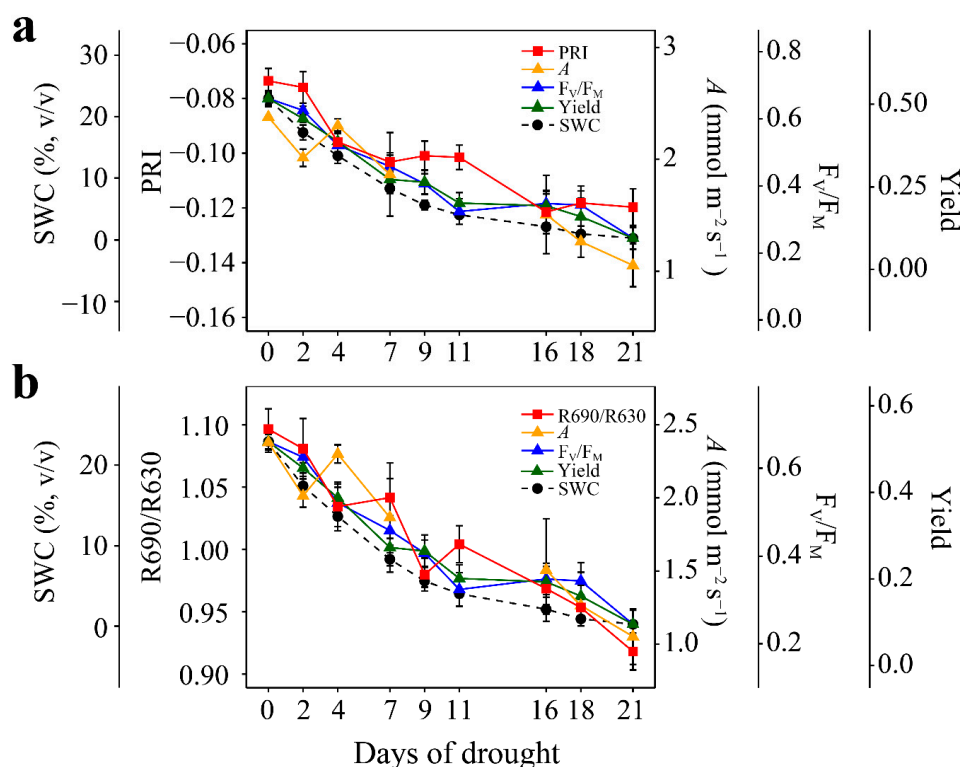 a
SWC (%, v/v)
30
20
10
0
−10
PRI
−0.06
−0.08
−0.10
−0.12
−0.14
−0.16
PRI
A
FV/FM
Yield
SWC
3
2
1
A (mmol m−2 s−1)
0.8
0.6
0.4
0.2
0.0
FV/FM
0.50
0.25
0.00
Yield
0 2 4 7 9 11 16 18 21
b
SWC (%, v/v)
20
10
0
R690/R630
1.10
1.05
1.00
0.95
0.90
R690/R630
A
FV/FM
Yield
SWC
2.5
2.0
1.5
1.0
A (mmol m−2 s−1)
0.6
0.4
0.3
0.2
FV/FM
0.6
0.4
0.2
0.0
Yield
0 2 4 7 9 11 16 18 21
Days of drought